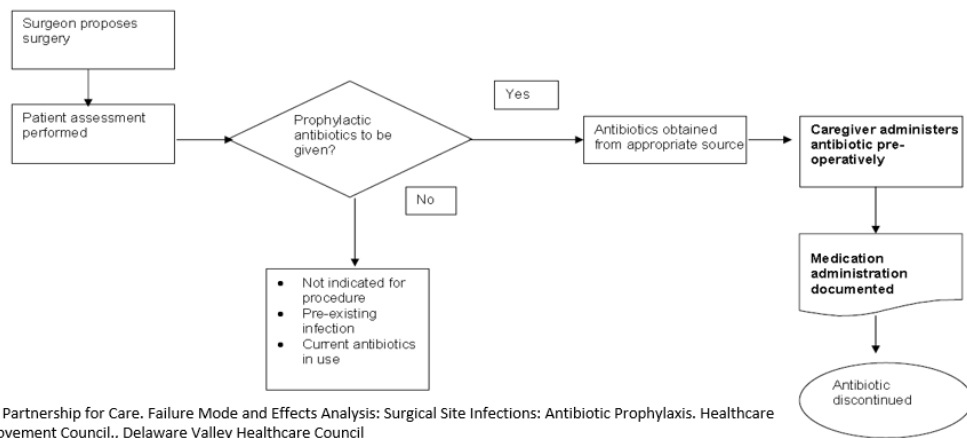 Surgeon proposes
surgery
Patient assessment
performed
Prophylactic
antibiotics to be
given?
Yes
No
Antibiotics obtained
from appropriate source
Caregiver administers
antibiotic pre-
operatively
Medication
administration
documented
Antibiotic
discontinued
• Not indicated for
procedure
• Pre-existing
infection
• Current antibiotics
in use
Partnership for Care. Failure Mode and Effects Analysis: Surgical Site Infections: Antibiotic Prophylaxis. Healthcare
ovement Council., Delaware Valley Healthcare Council